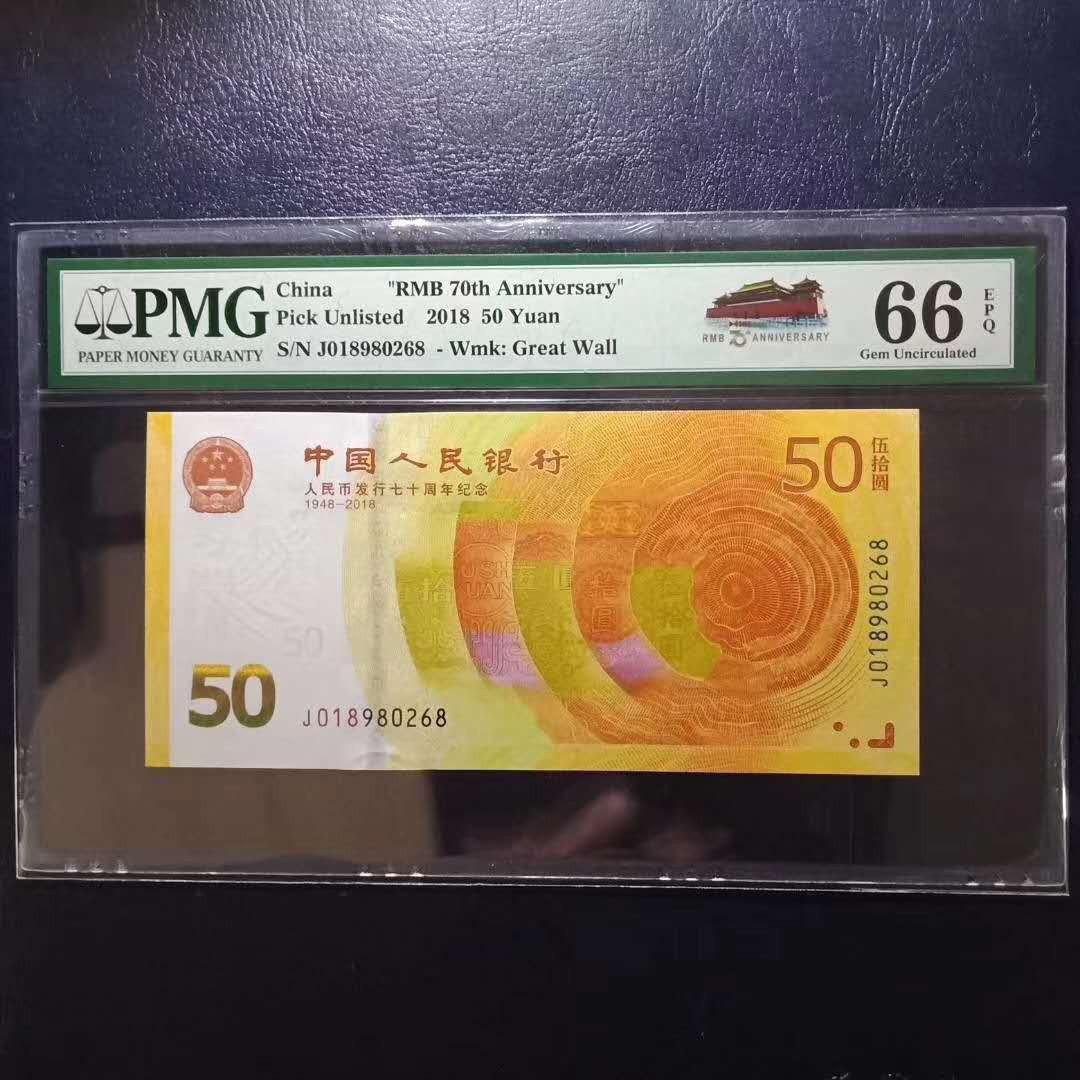 PMG
PAPER MONEY GUARANTY
China "RMB 70th Anniversary"
Pick Unlisted 2018 50 Yuan
S/N J018980268 - Wmk: Great Wall
RMB 70 ANNIVERSARY
66
EPQ
Gem Uncirculated
中国人民银行
人民币发行七十周年纪念
1948-2018
50
伍拾圆
J018980268
50
50
J018980268